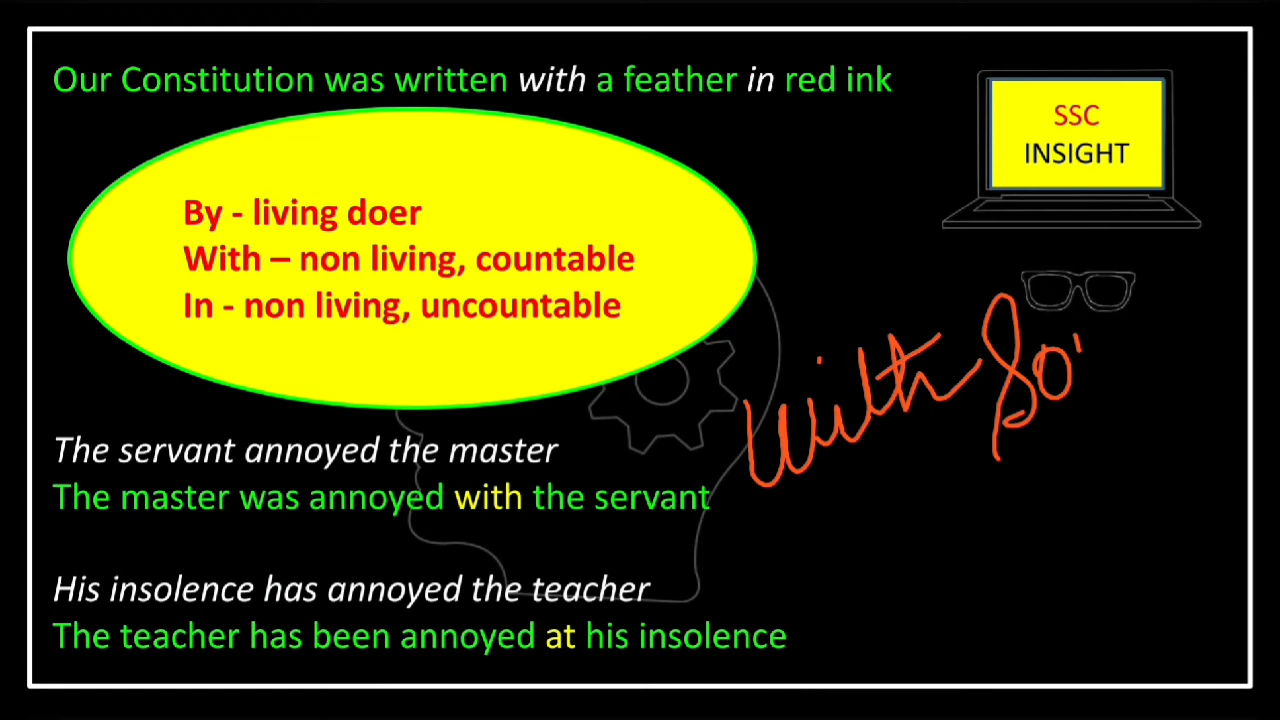 Our Constitution was written with a feather in red ink
SSC
INSIGHT
By - living doer
With – non living, countable
In - non living, uncountable
With
The servant annoyed the master
The master was annoyed with the servant
His insolence has annoyed the teacher
The teacher has been annoyed at his insolence